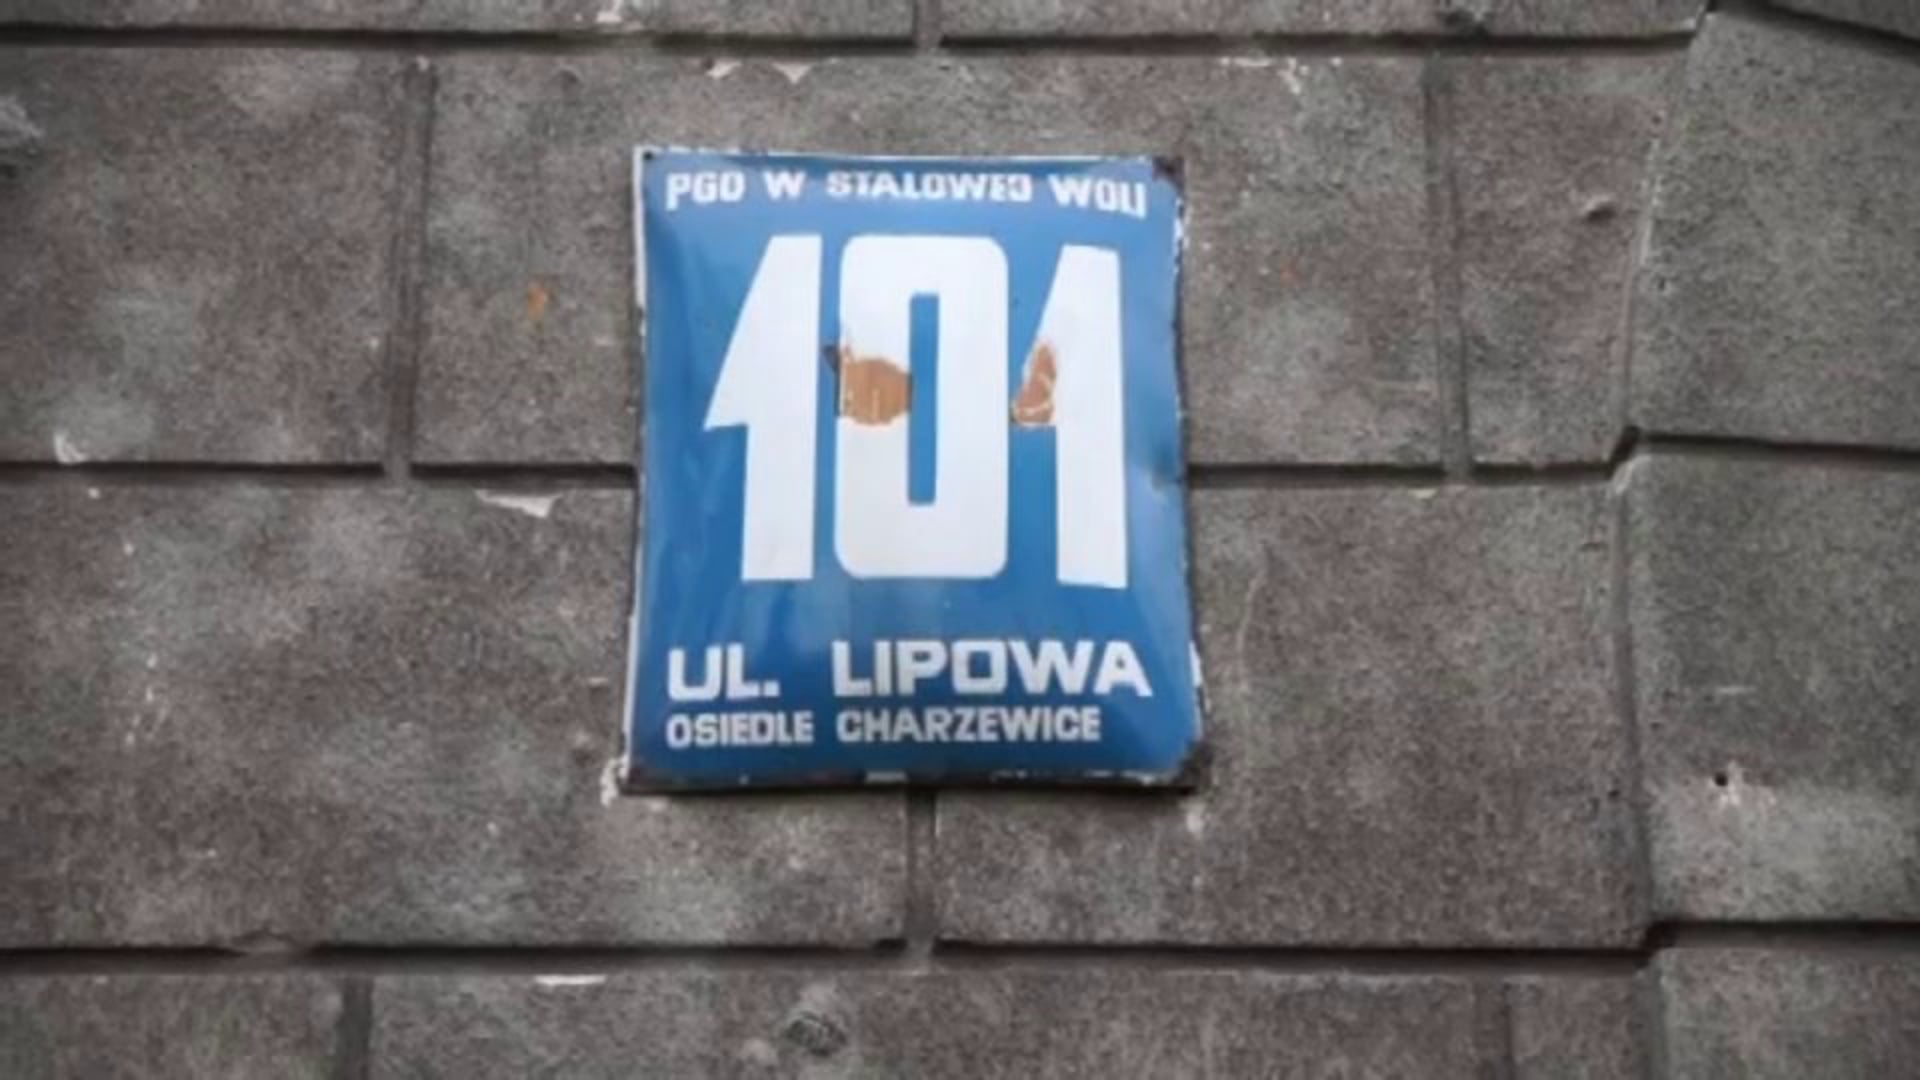 PGO W STALOWEJ WOLI
101
UL. LIPOWA
OSIEDLE CHARZEWICE